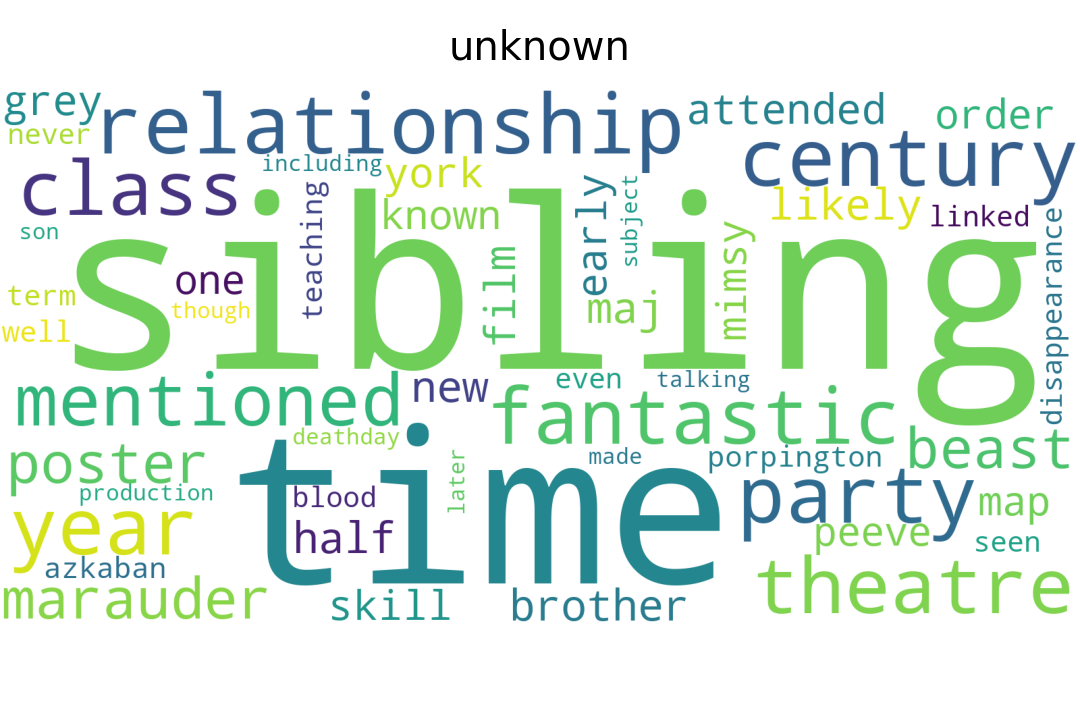 unknown
grey
relationship
attended
order
never
century
including
class
york
teaching
early
subject
likely
known
linked
son
sibling
mimsy
disappearance
film
one
term
though
maj
well
even
talking
new
mentioned
fantastic
deathday
beast
poster
later
made
porpington
time
party
production
blood
map
year
half
peeve
seen
azkaban
theatre
marauder
skill
brother